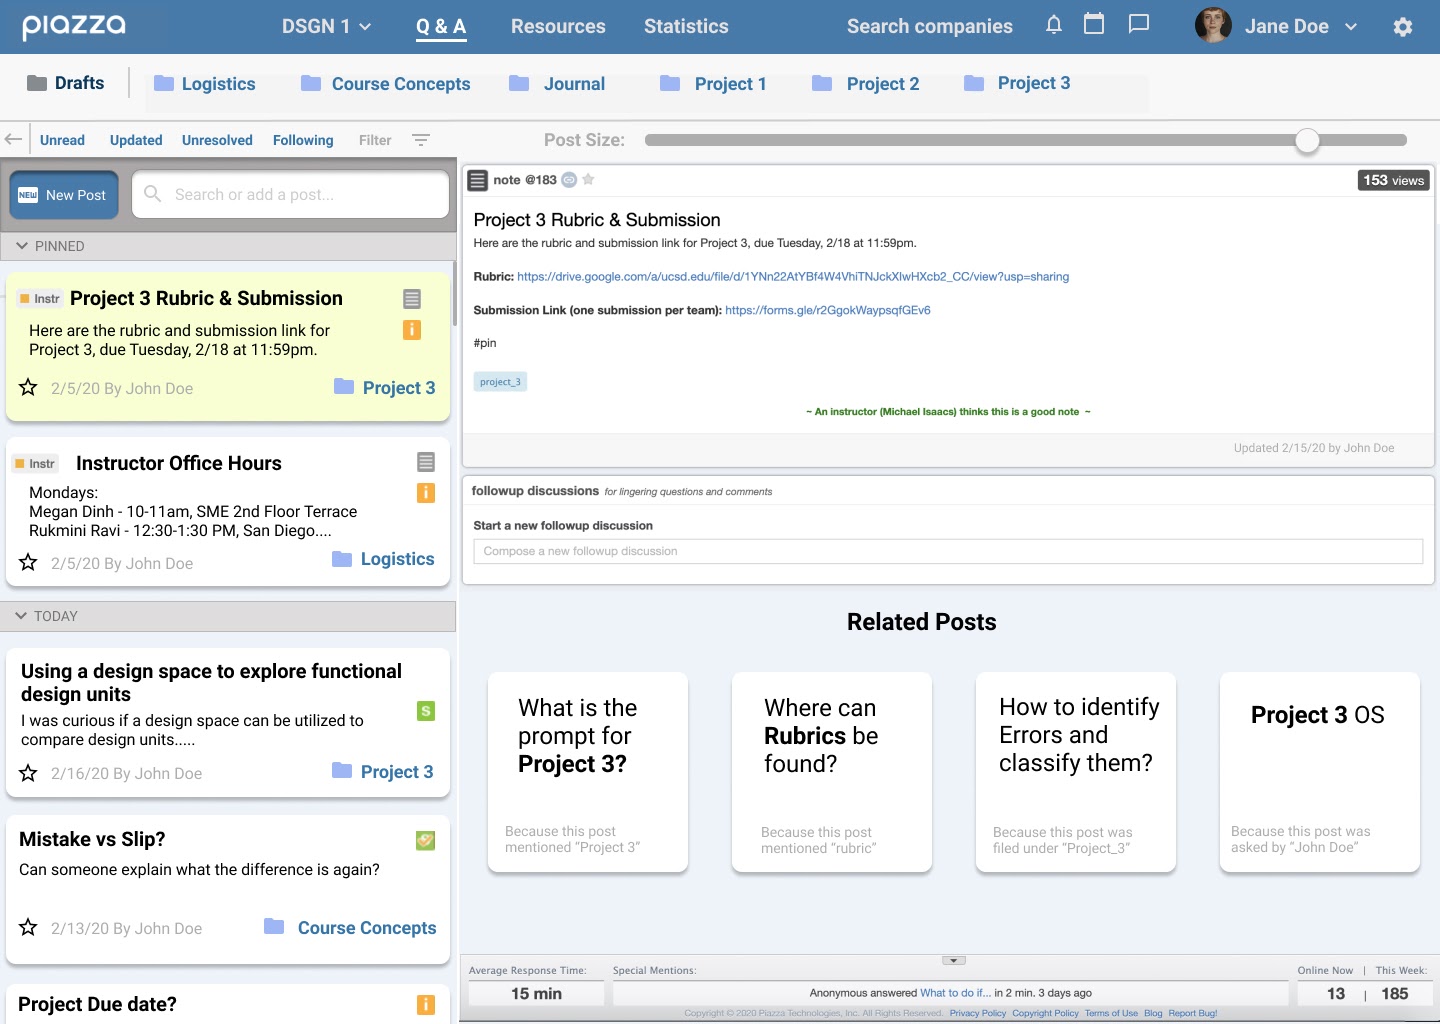 piazza
DSGN 1
Q & A
Resources
Statistics
Search companies
Jane Doe
Drafts
Logistics
Course Concepts
Journal
Project 1
Project 2
Project 3
Unread
Updated
Unresolved
Following
Filter
Post Size:
NEW New Post
Search or add a post...
PINNED
Instr Project 3 Rubric & Submission
Here are the rubric and submission link for
Project 3, due Tuesday, 2/18 at 11:59pm.
2/5/20 By John Doe
Project 3
Instr Instructor Office Hours
Mondays:
Megan Dinh - 10-11am, SME 2nd Floor Terrace
Rukmini Ravi - 12:30-1:30 PM, San Diego....
2/5/20 By John Doe
Logistics
TODAY
Using a design space to explore functional
design units
S
I was curious if a design space can be utilized to
compare design units.....
2/16/20 By John Doe
Project 3
Mistake vs Slip?
Can someone explain what the difference is again?
2/13/20 By John Doe
Course Concepts
Project Due date?
note @183
153 views
Project 3 Rubric & Submission
Here are the rubric and submission link for Project 3, due Tuesday, 2/18 at 11:59pm.
Rubric: https://drive.google.com/a/ucsd.edu/file/d/1YNn22AtYBf4W4VhiTNJckXlwHXcb2_CC/view?usp=sharing
Submission Link (one submission per team): https://forms.gle/r2GgokWaypsqfGEv6
#pin
project_3
~ An instructor (Michael Isaacs) thinks this is a good note ~
Updated 2/15/20 by John Doe
followup discussions for lingering questions and comments
Start a new followup discussion
Compose a new followup discussion
Related Posts
What is the
prompt for
Project 3?
Because this post
mentioned “Project 3”
Where can
Rubrics be
found?
Because this post
mentioned “rubric”
How to identify
Errors and
classify them?
Because this post was
filed under “Project_3”
Project 3 OS
Because this post was
asked by “John Doe”
Average Response Time:
15 min
Special Mentions:
Anonymous answered What to do if... in 2 min. 3 days ago
Online Now | This Week:
13 | 185
Copyright © 2020 Piazza Technologies, Inc. All Rights Reserved. Privacy Policy Copyright Policy Terms of Use Blog Report Bug!